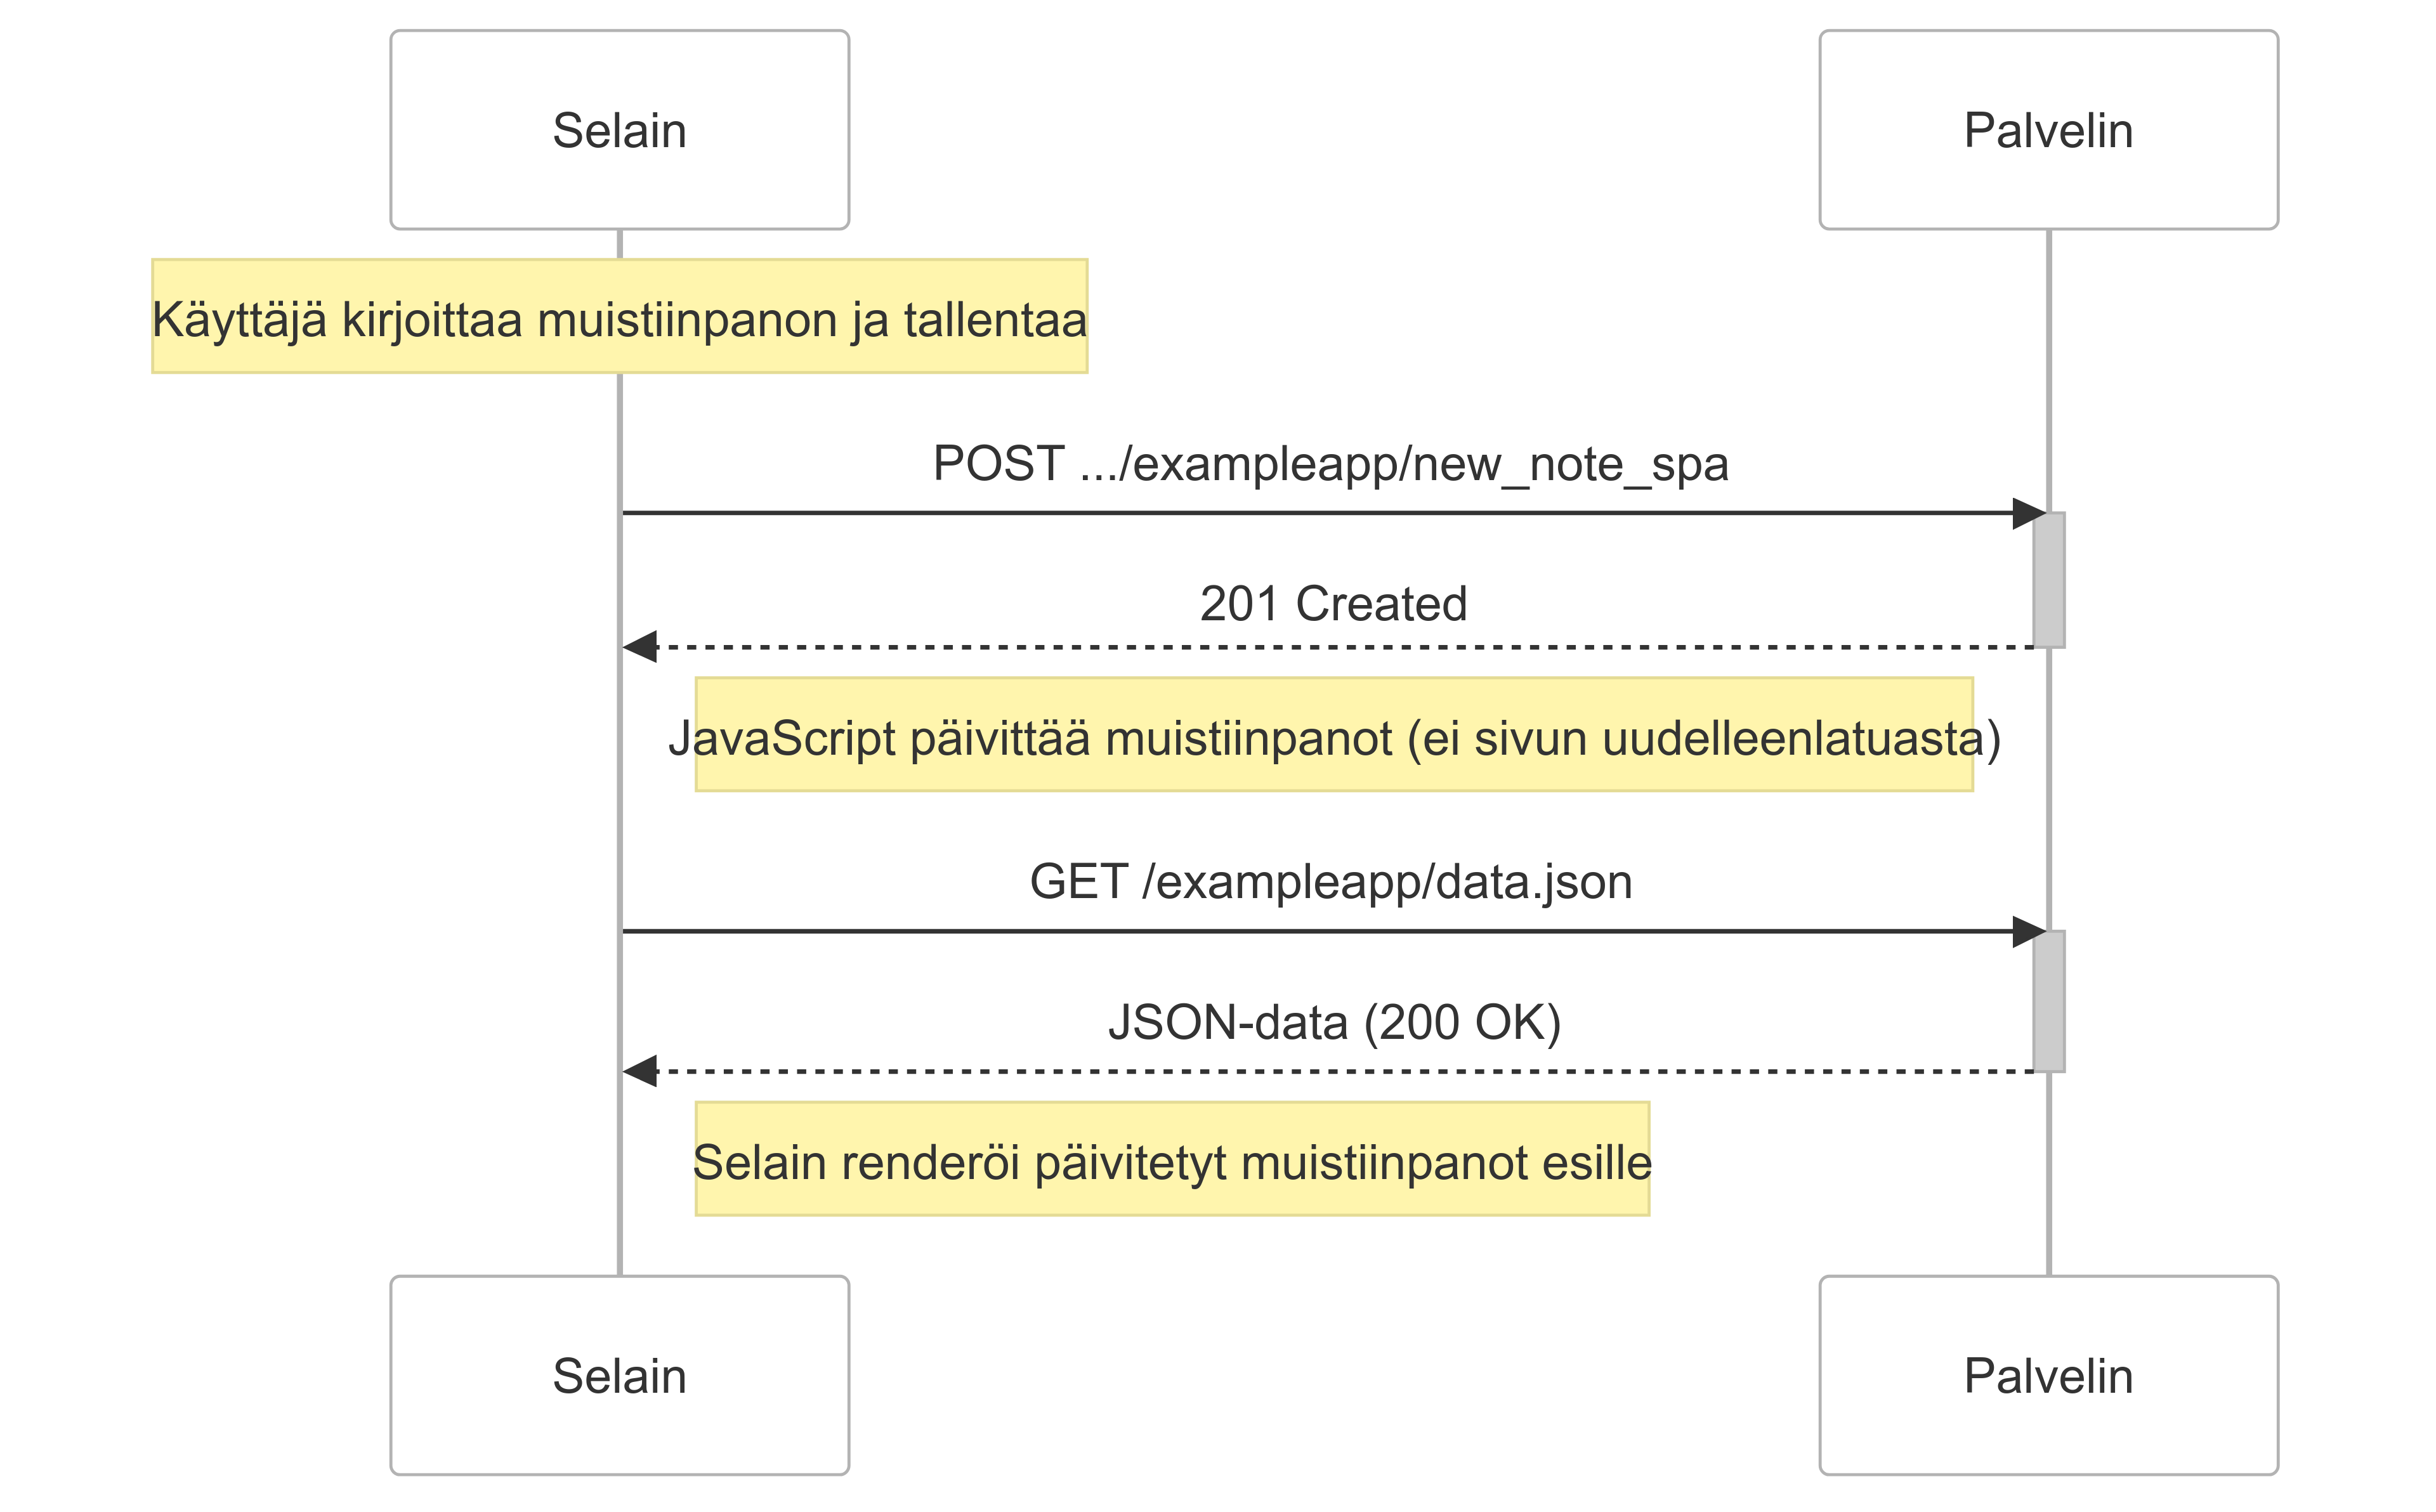 Selain
Palvelin
Käyttäjä kirjoittaa muistiinpanon ja tallentaa
POST .../exampleapp/new_note_spa
201 Created
JavaScript päivittää muistiinpanot (ei sivun uudelleenlatuasta)
GET /exampleapp/data.json
JSON-data (200 OK)
Selain renderöi päivitetyt muistiinpanot esille
Selain
Palvelin